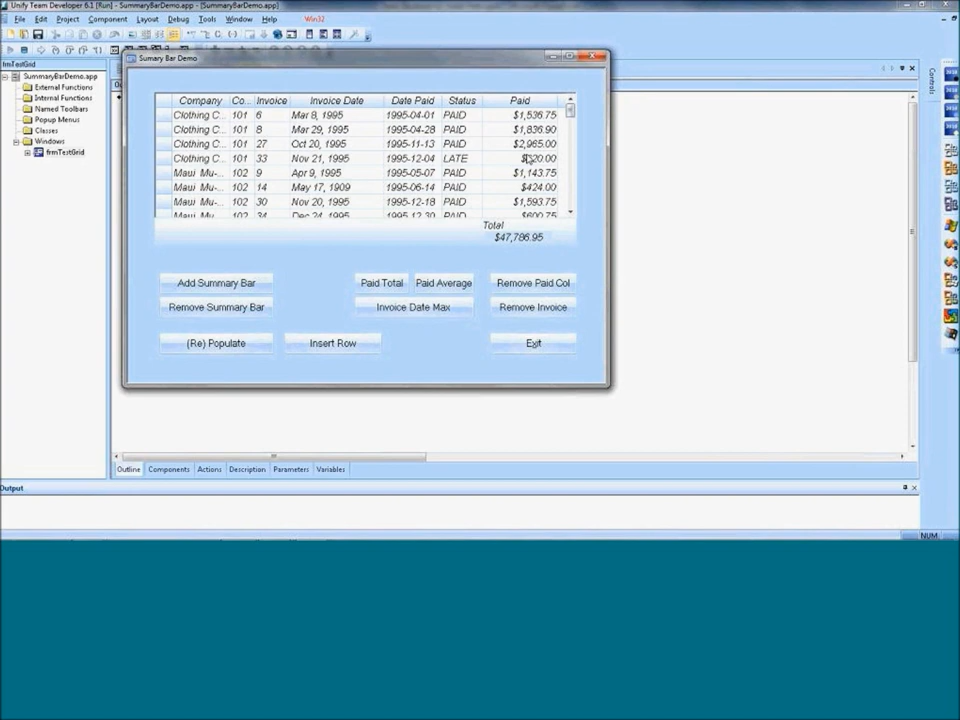 Unify Team Developer 6.1 [Run] - SummaryBarDemo.app - [SummaryBarDemo.app]
File Edit Project Component Layout Debug Tools Window Help Win32
frmTestGrid
SummaryBarDemo.app
External Functions
Internal Functions
Named Toolbars
Popup Menus
Classes
Windows
frmTestGrid
Controls
Sumary Bar Demo
Company Co... Invoice Invoice Date Date Paid Status Paid
Clothing C... 101 6 Mar 8, 1995 1995-04-01 PAID $1,536.75
Clothing C... 101 8 Mar 29, 1995 1995-04-28 PAID $1,836.90
Clothing C... 101 27 Oct 20, 1995 1995-11-13 PAID $2,965.00
Clothing C... 101 33 Nov 21, 1995 1995-12-04 LATE
Maui Mu-... 102 9 Apr 9, 1995 1995-05-07 PAID $1,143.75
Maui Mu-... 102 14 May 17, 1909 1995-06-14 PAID $424.00
Maui Mu-... 102 30 Nov 20, 1995 1995-12-18 PAID $1,593.75
Maui Mu-... 102 34 Dec 24, 1995 1995-12-30 PAID $600.75
Total
$47,786.95
Add Summary Bar Paid Total Paid Average Remove Paid Col
Remove Summary Bar Invoice Date Max Remove Invoice
(Re) Populate Insert Row Exit
Outline Components Actions Description Parameters Variables
Output
NUM